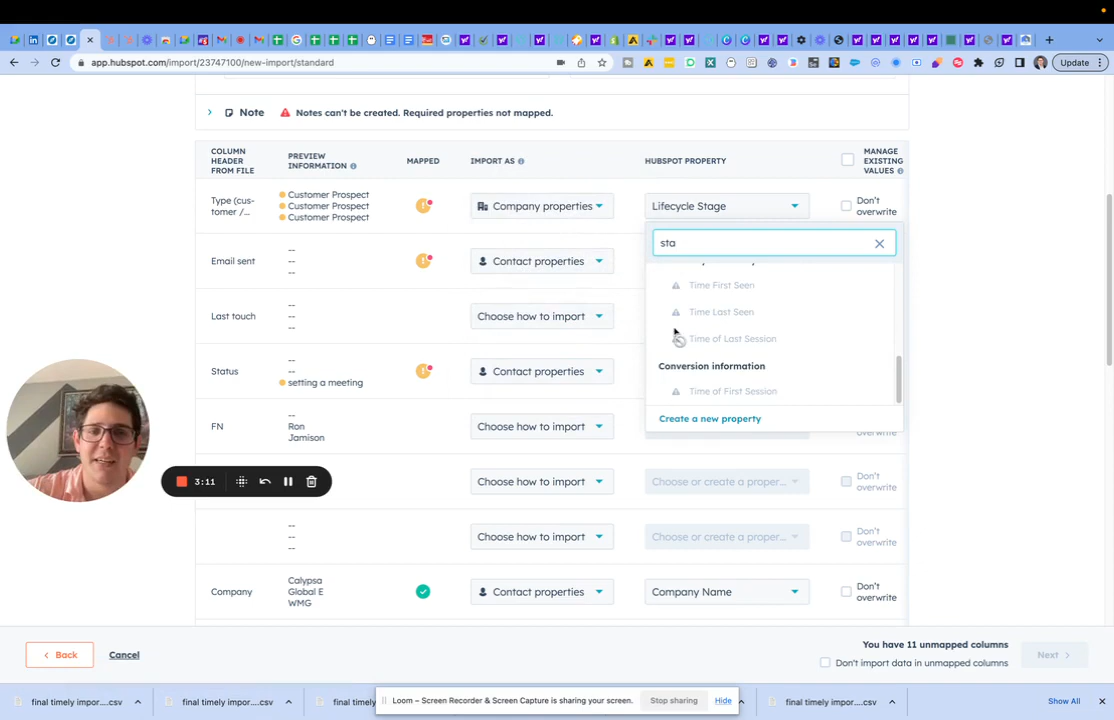 app.hubspot.com/import/23747100/new-import/standard
Update
Note
Notes can't be created. Required properties not mapped.
COLUMN
HEADER
FROM FILE
PREVIEW
INFORMATION
MAPPED
IMPORT AS
HUBSPOT PROPERTY
MANAGE
EXISTING
VALUES
Type (cus-
tomer /...
Customer Prospect
Customer Prospect
Customer Prospect
Company properties
Lifecycle Stage
Don't
overwrite
sta
Email sent
--
--
--
Contact properties
Time First Seen
Time Last Seen
Time of Last Session
Conversion information
Time of First Session
Create a new property
Last touch
--
--
--
Choose how to import
Status
--
--
setting a meeting
Contact properties
FN
--
Ron
Jamison
Choose how to import
overwrite
3:11
Choose how to import
Choose or create a proper...
Don't
overwrite
--
--
--
Choose how to import
Choose or create a proper...
Don't
overwrite
Company
Calypsa
Global E
WMG
Contact properties
Company Name
Don't
overwrite
Back
Cancel
You have 11 unmapped columns
Don't import data in unmapped columns
Next
final timely impor....csv
final timely impor....csv
final timely
Loom – Screen Recorder & Screen Capture is sharing your screen.
Stop sharing
Hide
final timely impor....csv
Show All